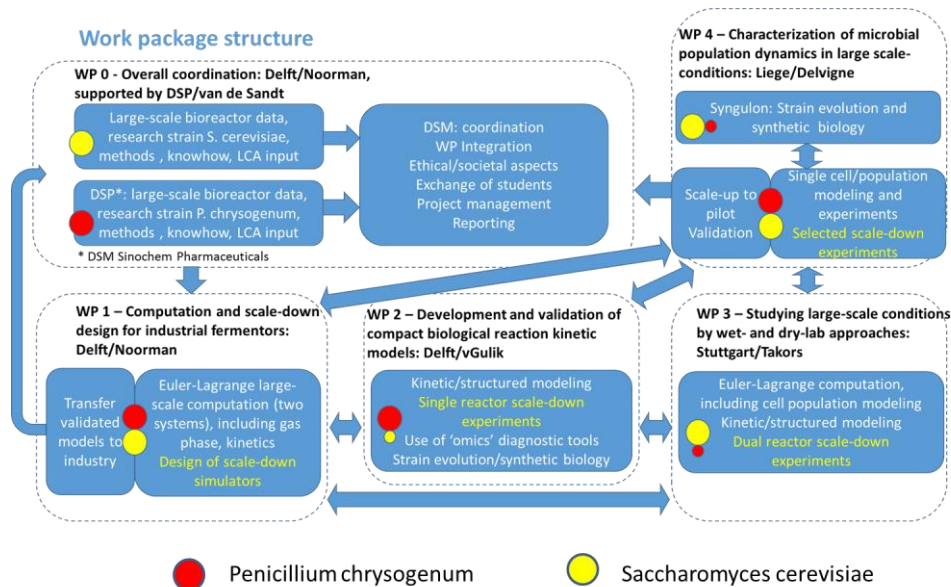 Work package structure
WP 0 - Overall coordination: Delft/Noorman,
supported by DSP/van de Sandt
Large-scale bioreactor data,
research strain S. cerevisiae,
methods , knowhow, LCA input
DSP*: large-scale bioreactor data,
research strain P. chrysogenum,
methods , knowhow, LCA input
* DSM Sinochem Pharmaceuticals
DSM: coordination
WP Integration
Ethical/societal aspects
Exchange of students
Project management
Reporting
WP 4 – Characterization of microbial
population dynamics in large scale-
conditions: Liege/Delvigne
Syngulon: Strain evolution and
synthetic biology
Scale-up to
pilot
Validation
Single cell/population
modeling and
experiments
Selected scale-down
experiments
WP 1 – Computation and scale-down
design for industrial fermentors:
Delft/Noorman
Transfer
validated
models to
industry
Euler-Lagrange large-
scale computation (two
systems), including gas
phase, kinetics
Design of scale-down
simulators
WP 2 – Development and validation of
compact biological reaction kinetic
models: Delft/vGulik
Kinetic/structured modeling
Single reactor scale-down
experiments
Use of ‘omics’ diagnostic tools
Strain evolution/synthetic biology
WP 3 – Studying large-scale conditions
by wet- and dry-lab approaches:
Stuttgart/Takors
Euler-Lagrange computation,
including cell population modeling
Kinetic/structured modeling
Dual reactor scale-down
experiments
Penicillium chrysogenum
Saccharomyces cerevisiae